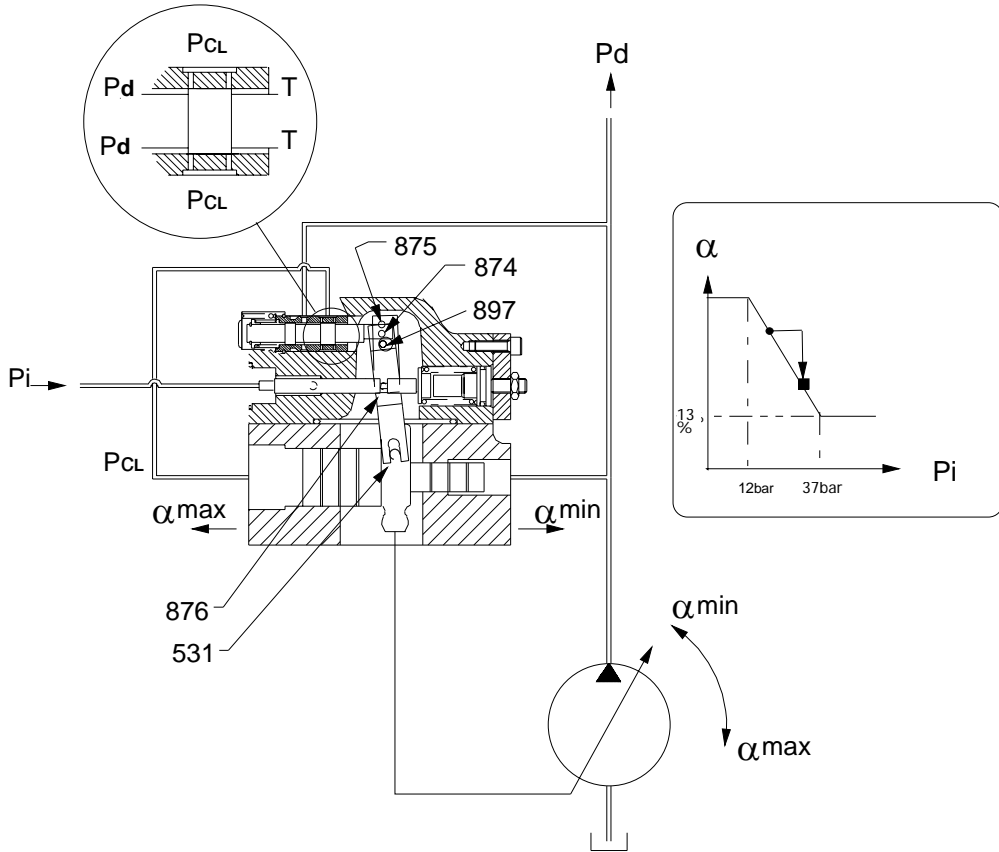 PCL
Pd T
Pd T
PCL
Pd
875
874
897
Pi
PCL
αmax αmin
876
531
αmin
αmax
α
13
%
12bar 37bar
Pi